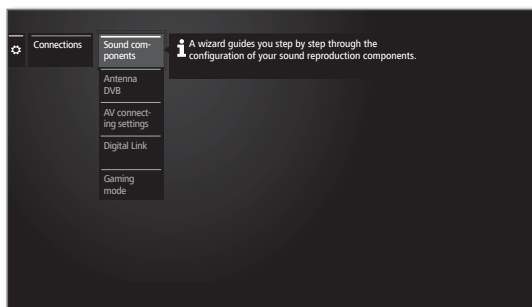 Connections
Sound com-
ponents
A wizard guides you step by step through the
configuration of your sound reproduction components.
Antenna
DVB
AV connect-
ing settings
Digital Link
Gaming
mode